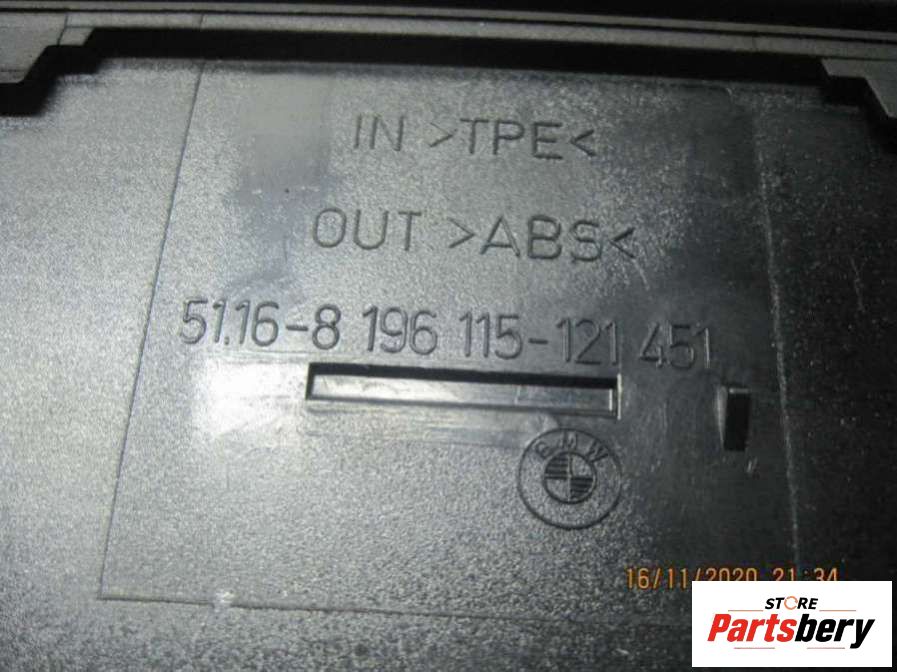 IN >TPE<
OUT >ABS<
51.16-8 196 115-121 451
BMW
16/11/2020 21:34
STORE
Partsbery